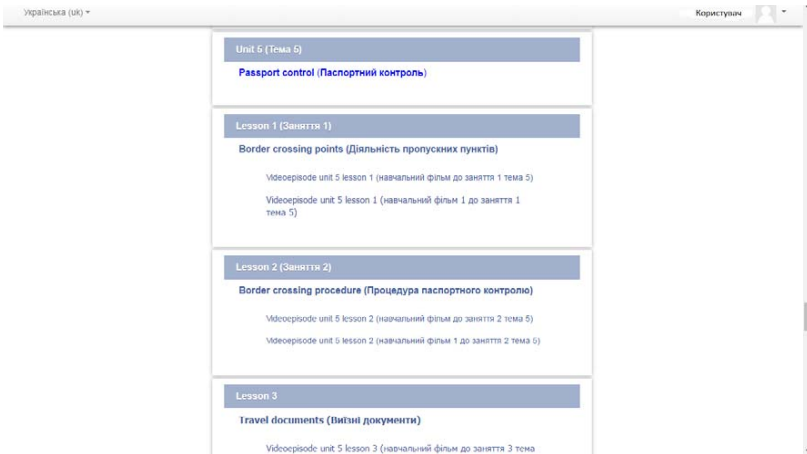 Українська (uk)
Користувач
Unit 5 (Тема 5)
Passport control (Паспортний контроль)
Lesson 1 (Заняття 1)
Border crossing points (Діяльність пропускних пунктів)
Videoepisode unit 5 lesson 1 (навчальний фільм до заняття 1 тема 5)
Videoepisode unit 5 lesson 1 (навчальний фільм 1 до заняття 1
тема 5)
Lesson 2 (Заняття 2)
Border crossing procedure (Процедура паспортного контролю)
Videoepisode unit 5 lesson 2 (навчальний фільм до заняття 2 тема 5)
Videoepisode unit 5 lesson 2 (навчальний фільм 1 до заняття 2 тема 5)
Lesson 3
Travel documents (Виїзні документи)
Videoepisode unit 5 lesson 3 (навчальний фільм до заняття 3 тема